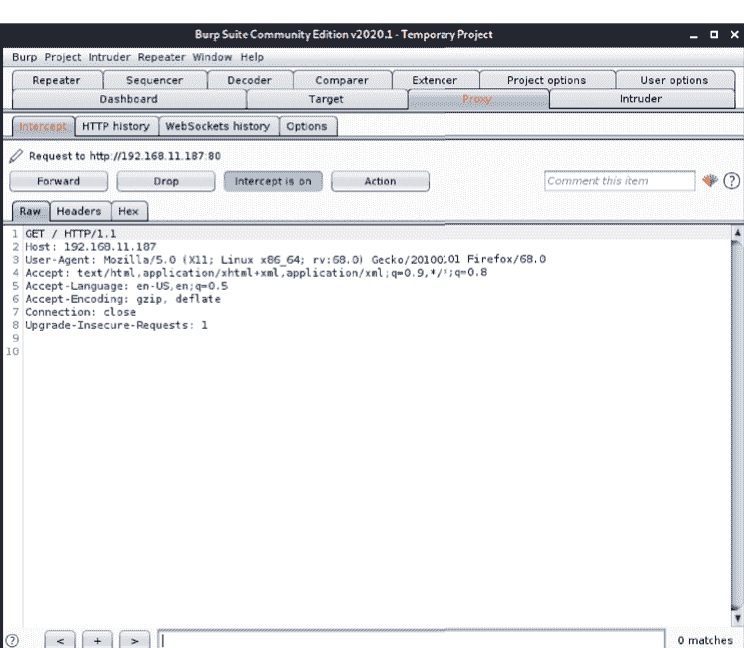 Burp Suite Community Edition v2020.1 - Temporary Project
Burp Project Intruder Repeater Window Help
Repeater Sequencer Decoder Comparer Extencer Project options User options
Dashboard Target Proxy Intruder
Intercept HTTP history WebSockets history Options
Request to http://192.168.11.187:80
Forward Drop Intercept is on Action Comment this item
Raw Headers Hex
1 GET / HTTP/1.1
2 Host: 192.168.11.187
3 User-Agent: Mozilla/5.0 (X11; Linux x86_64; rv:68.0) Gecko/20100101 Firefox/68.0
4 Accept: text/html,application/xhtml+xml,application/xml;q=0.9,*/*;q=0.8
5 Accept-Language: en-US,en;q=0.5
6 Accept-Encoding: gzip, deflate
7 Connection: close
8 Upgrade-Insecure-Requests: 1
9
10
? < + > 0 matches